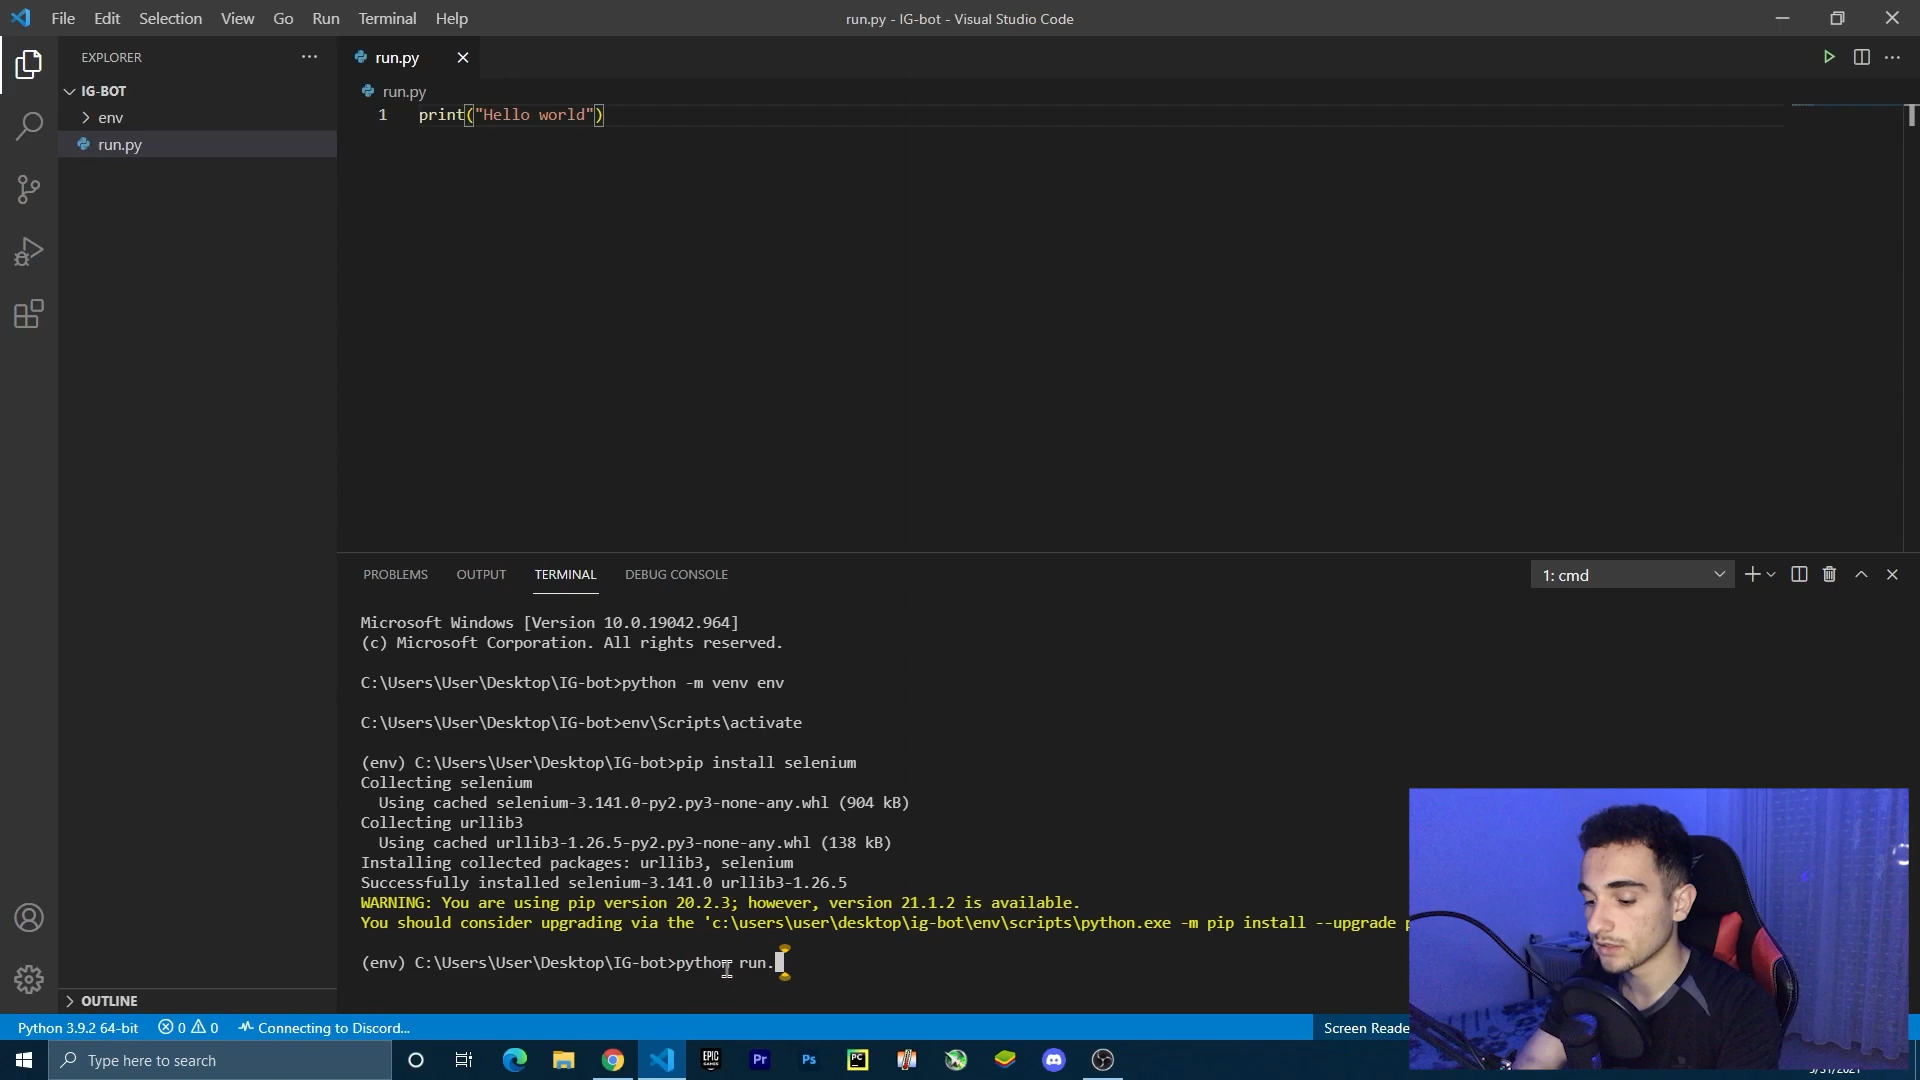 File Edit Selection View Go Run Terminal Help
run.py - IG-bot - Visual Studio Code
EXPLORER
IG-BOT
env
run.py
OUTLINE
run.py
run.py
1 print("Hello world")
PROBLEMS OUTPUT TERMINAL DEBUG CONSOLE
1: cmd
Microsoft Windows [Version 10.0.19042.964]
(c) Microsoft Corporation. All rights reserved.
C:\Users\User\Desktop\IG-bot>python -m venv env
C:\Users\User\Desktop\IG-bot>env\Scripts\activate
(env) C:\Users\User\Desktop\IG-bot>pip install selenium
Collecting selenium
Using cached selenium-3.141.0-py2.py3-none-any.whl (904 kB)
Collecting urllib3
Using cached urllib3-1.26.5-py2.py3-none-any.whl (138 kB)
Installing collected packages: urllib3, selenium
Successfully installed selenium-3.141.0 urllib3-1.26.5
WARNING: You are using pip version 20.2.3; however, version 21.1.2 is available.
You should consider upgrading via the 'c:\users\user\desktop\ig-bot\env\scripts\python.exe -m pip install --upgrade p
(env) C:\Users\User\Desktop\IG-bot>python run.
Python 3.9.2 64-bit 0 0 Connecting to Discord...
Screen Reade
Type here to search
EPIC GAMES
Pr
Ps
PC